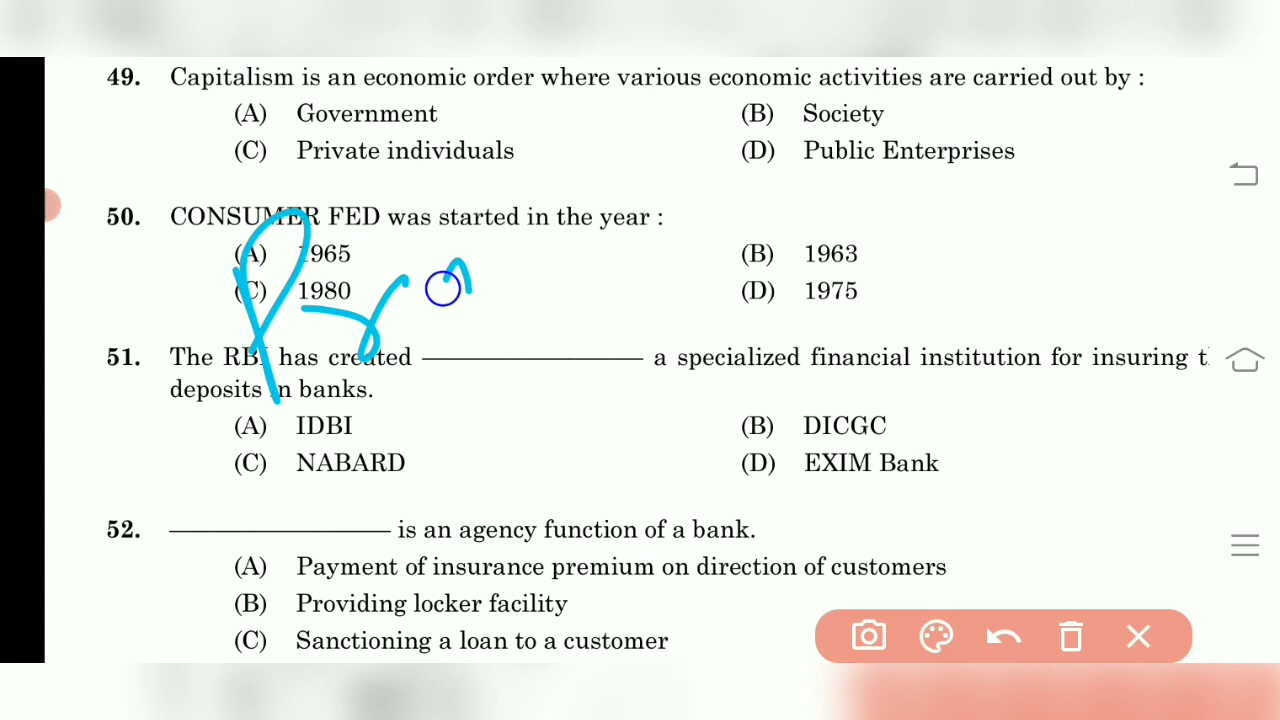 49. Capitalism is an economic order where various economic activities are carried out by :
(A) Government (B) Society
(C) Private individuals (D) Public Enterprises
50. CONSUMER FED was started in the year :
(A) 1965 (B) 1963
(C) 1980 (D) 1975
51. The RBI has created ——————— a specialized financial institution for insuring
deposits in banks.
(A) IDBI (B) DICGC
(C) NABARD (D) EXIM Bank
52. ——————— is an agency function of a bank.
(A) Payment of insurance premium on direction of customers
(B) Providing locker facility
(C) Sanctioning a loan to a customer